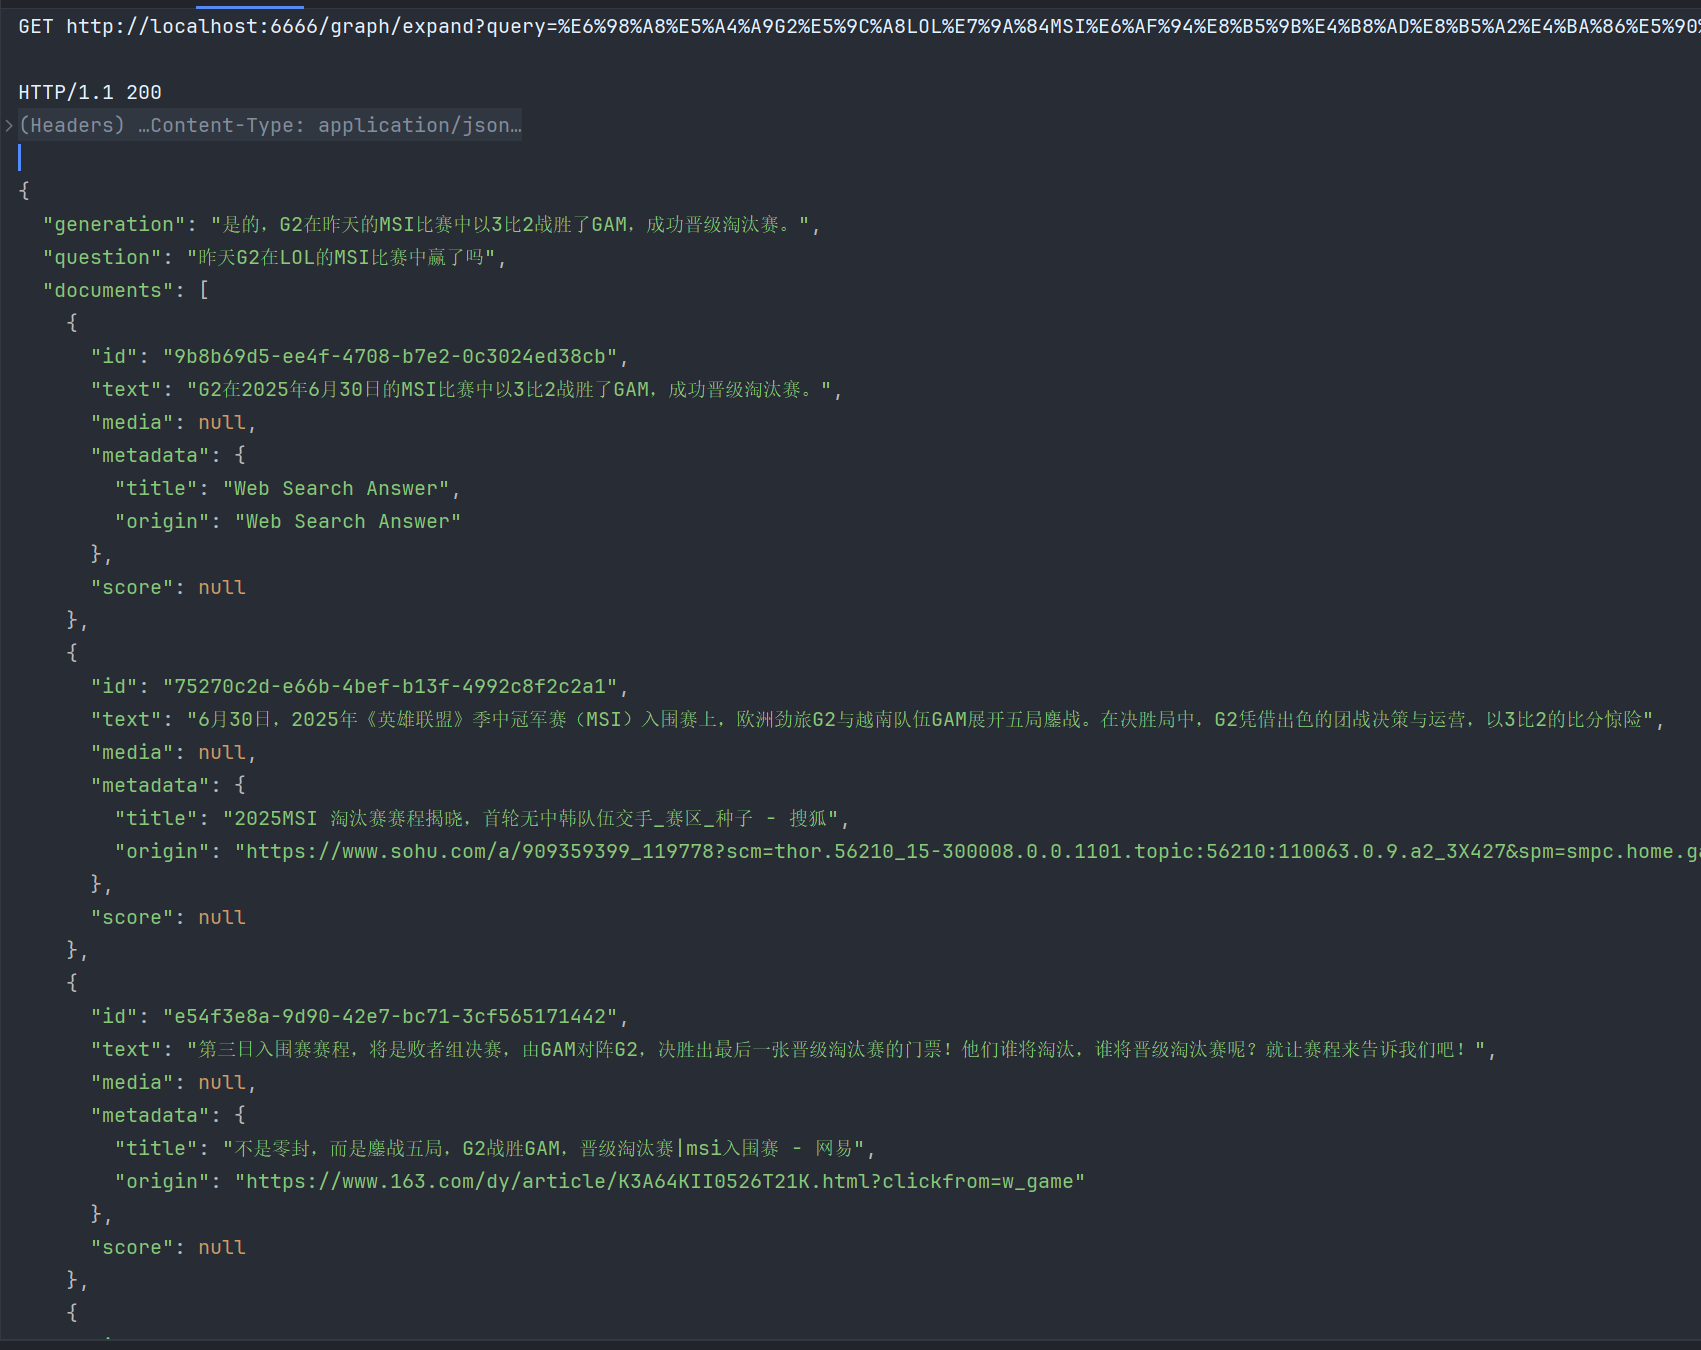 GET http://localhost:6666/graph/expand?query=%E6%98%A8%E5%A4%A9G2%E5%9C%A8LOL%E7%9A%84MSI%E6%AF%94%E8%B5%9B%E4%B8%AD%E8%B5%A2%E4%BA%86%E5%90%
HTTP/1.1 200
(Headers) …Content-Type: application/json…
{
"generation": "是的，G2在昨天的MSI比赛中以3比2战胜了GAM，成功晋级淘汰赛。",
"question": "昨天G2在LOL的MSI比赛中赢了吗",
"documents": [
{
"id": "9b8b69d5-ee4f-4708-b7e2-0c3024ed38cb",
"text": "G2在2025年6月30日的MSI比赛中以3比2战胜了GAM，成功晋级淘汰赛。",
"media": null,
"metadata": {
"title": "Web Search Answer",
"origin": "Web Search Answer"
},
"score": null
},
{
"id": "75270c2d-e66b-4bef-b13f-4992c8f2c2a1",
"text": "6月30日，2025年《英雄联盟》季中冠军赛（MSI）入围赛上，欧洲劲旅G2与越南队伍GAM展开五局鏖战。在决胜局中，G2凭借出色的团战决策与运营，以3比2的比分惊险",
"media": null,
"metadata": {
"title": "2025MSI 淘汰赛赛程揭晓，首轮无中韩队伍交手_赛区_种子 - 搜狐",
"origin": "https://www.sohu.com/a/909359399_119778?scm=thor.56210_15-300008.0.0.1101.topic:56210:110063.0.9.a2_3X427&spm=smpc.home.ga
},
"score": null
},
{
"id": "e54f3e8a-9d90-42e7-bc71-3cf565171442",
"text": "第三日入围赛赛程，将是败者组决赛，由GAM对阵G2，决胜出最后一张晋级淘汰赛的门票！他们谁将淘汰，谁将晋级淘汰赛呢？就让赛程来告诉我们吧！",
"media": null,
"metadata": {
"title": "不是零封，而是鏖战五局，G2战胜GAM，晋级淘汰赛|msi入围赛 - 网易",
"origin": "https://www.163.com/dy/article/K3A64KII0526T21K.html?clickfrom=w_game"
},
"score": null
},
{